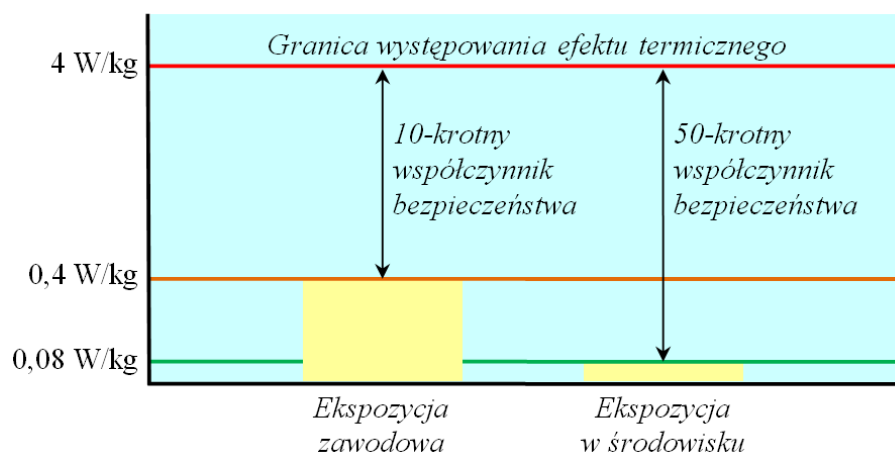 Granica występowania efektu termicznego
4 W/kg
10-krotny
współczynnik
bezpieczeństwa
50-krotny
współczynnik
bezpieczeństwa
0,4 W/kg
0,08 W/kg
Ekspozycja
zawodowa
Ekspozycja
w środowisku